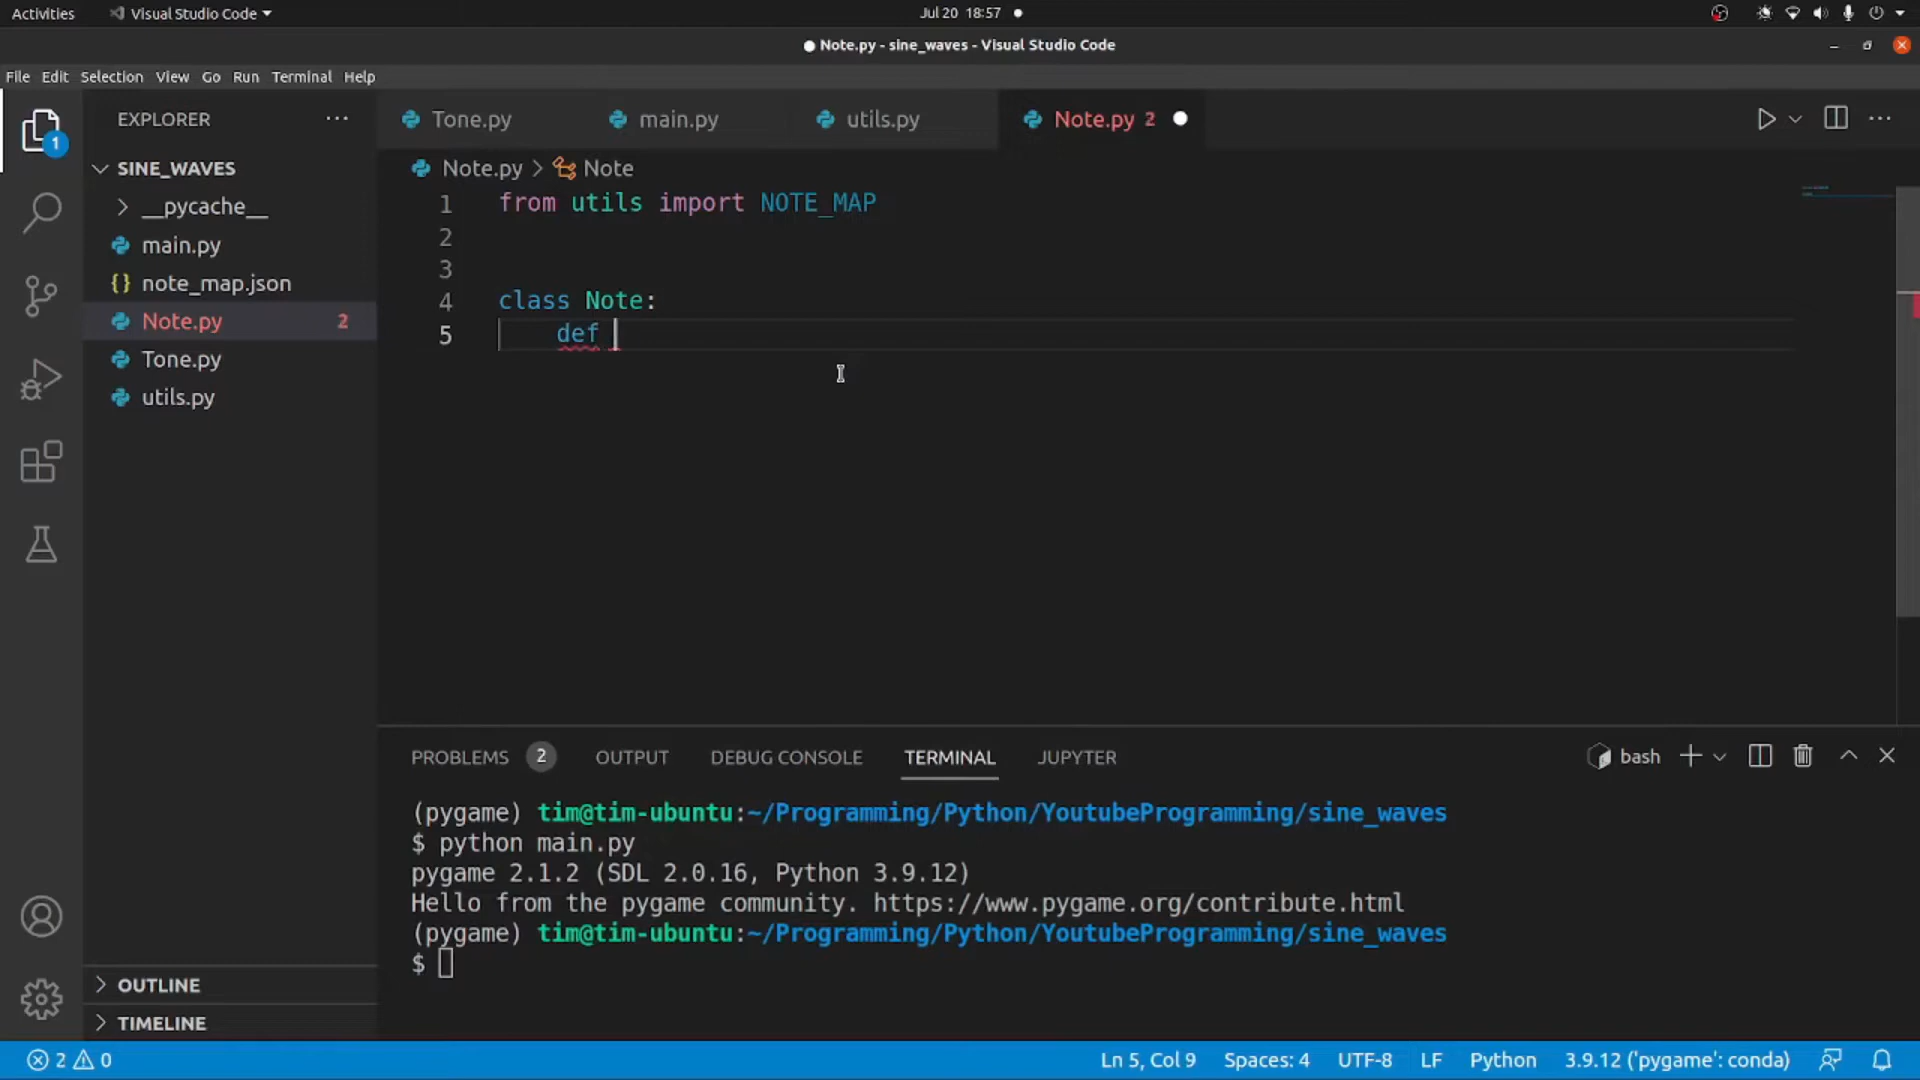 Activities Visual Studio Code Jul 20 18:57
Note.py - sine_waves - Visual Studio Code
File Edit Selection View Go Run Terminal Help
EXPLORER
Tone.py main.py utils.py Note.py 2
1
SINE_WAVES
__pycache__
main.py
note_map.json
Note.py 2
Tone.py
utils.py
OUTLINE
TIMELINE
Note.py > Note
1 from utils import NOTE_MAP
2
3
4 class Note:
5 def
PROBLEMS 2 OUTPUT DEBUG CONSOLE TERMINAL JUPYTER bash
(pygame) tim@tim-ubuntu:~/Programming/Python/YoutubeProgramming/sine_waves
$ python main.py
pygame 2.1.2 (SDL 2.0.16, Python 3.9.12)
Hello from the pygame community. https://www.pygame.org/contribute.html
(pygame) tim@tim-ubuntu:~/Programming/Python/YoutubeProgramming/sine_waves
$
2 0 Ln 5, Col 9 Spaces: 4 UTF-8 LF Python 3.9.12 ('pygame': conda)